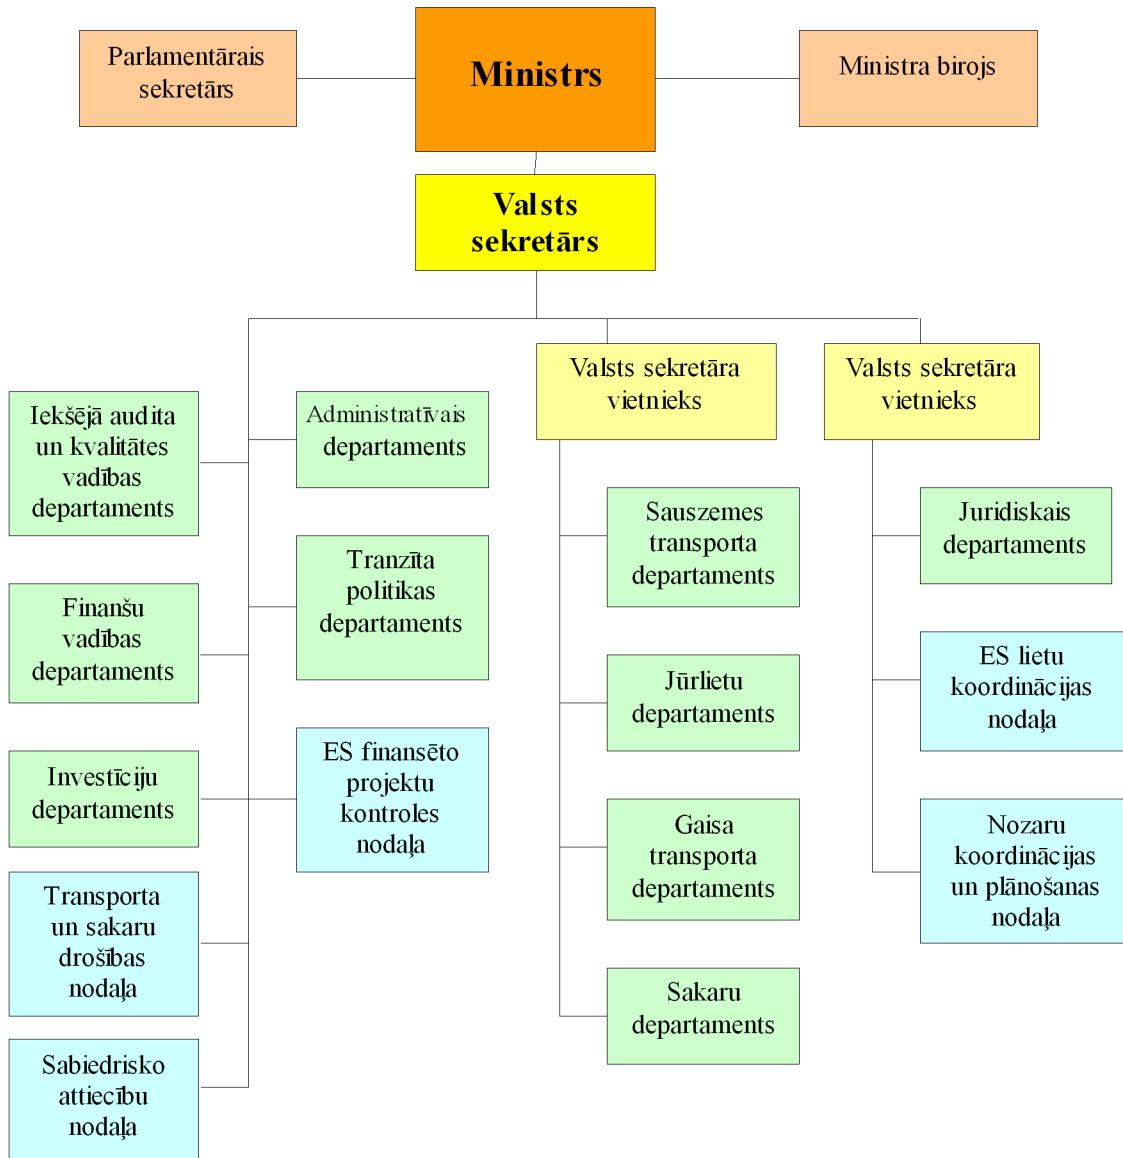 Parlamentārais
sekretārs
Ministrs
Ministra birojs
Valsts
sekretārs
Valsts sekretāra
vietnieks
Valsts sekretāra
vietnieks
Iekšējā audita
un kvalitātes
vadības
departaments
Administratīvais
departaments
Sauszemes
transporta
departaments
Juridiskais
departaments
Finanšu
vadības
departaments
Tranzīta
politikas
departaments
Jūrlietu
departaments
ES lietu
koordinācijas
nodaļa
Investīciju
departaments
ES finansēto
projektu
kontroles
nodaļa
Gaisa
transporta
departaments
Nozaru
koordinācijas
un plānošanas
nodaļa
Transporta
un sakaru
drošības
nodaļa
Sakaru
departaments
Sabiedrisko
attiecību
nodaļa